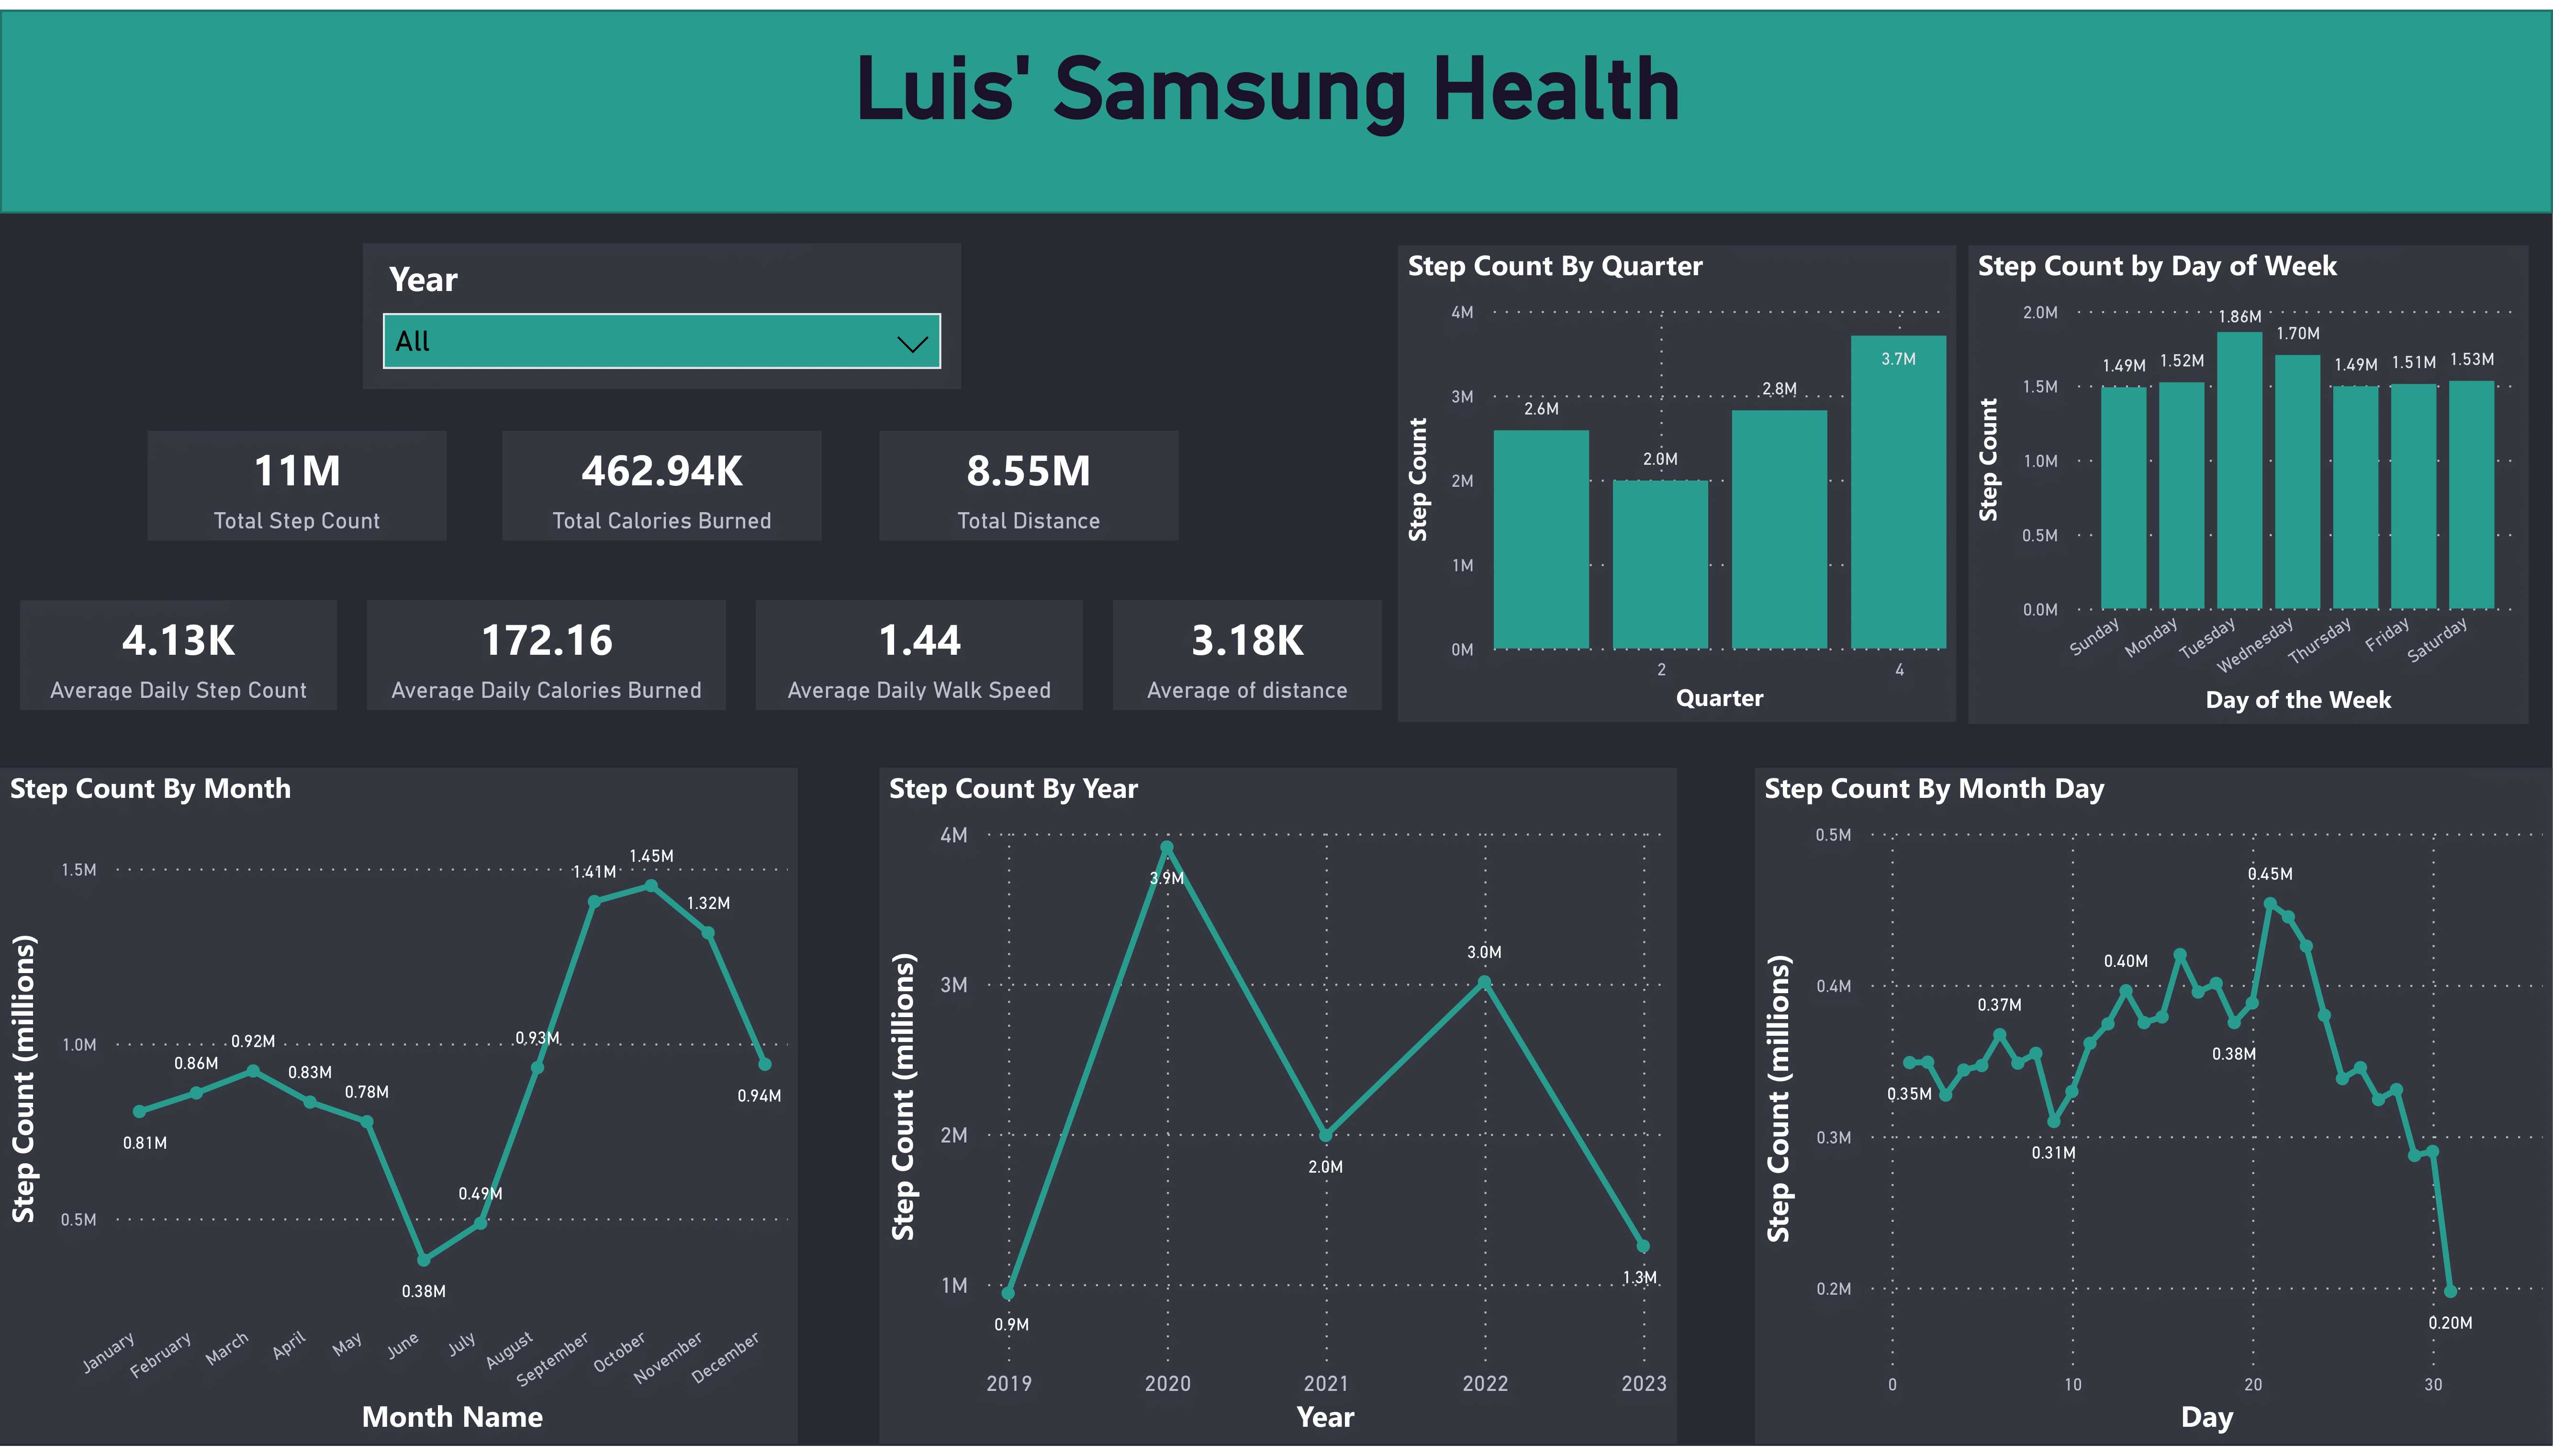 Luis' Samsung Health
Year
All
11M
Total Step Count
462.94K
Total Calories Burned
8.55M
Total Distance
4.13K
Average Daily Step Count
172.16
Average Daily Calories Burned
1.44
Average Daily Walk Speed
3.18K
Average of distance
Step Count By Quarter
Step Count
4M
3M
2M
1M
0M
2.6M
2.0M
2.8M
3.7M
2
4
Quarter
Step Count by Day of Week
Step Count
2.0M
1.5M
1.0M
0.5M
0.0M
1.49M
1.52M
1.86M
1.70M
1.49M
1.51M
1.53M
Sunday
Monday
Tuesday
Wednesday
Thursday
Friday
Saturday
Day of the Week
Step Count By Month
Step Count (millions)
1.5M
1.0M
0.5M
0.81M
0.86M
0.92M
0.83M
0.78M
0.38M
0.49M
0.93M
1.41M
1.45M
1.32M
0.94M
January
February
March
April
May
June
July
August
September
October
November
December
Month Name
Step Count By Year
Step Count (millions)
4M
3M
2M
1M
0.9M
3.9M
2.0M
3.0M
1.3M
2019
2020
2021
2022
2023
Year
Step Count By Month Day
Step Count (millions)
0.5M
0.4M
0.3M
0.2M
0.35M
0.37M
0.31M
0.40M
0.38M
0.45M
0.20M
0
10
20
30
Day